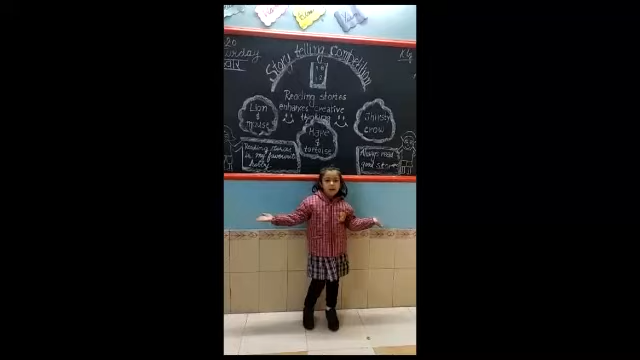 Story telling competition
Reading stories
enhances creative
thinking
Lion
&
mouse
Hare
&
tortoise
Thirsty
crow
Reading stories
is my favourite
hobby
Always read
good